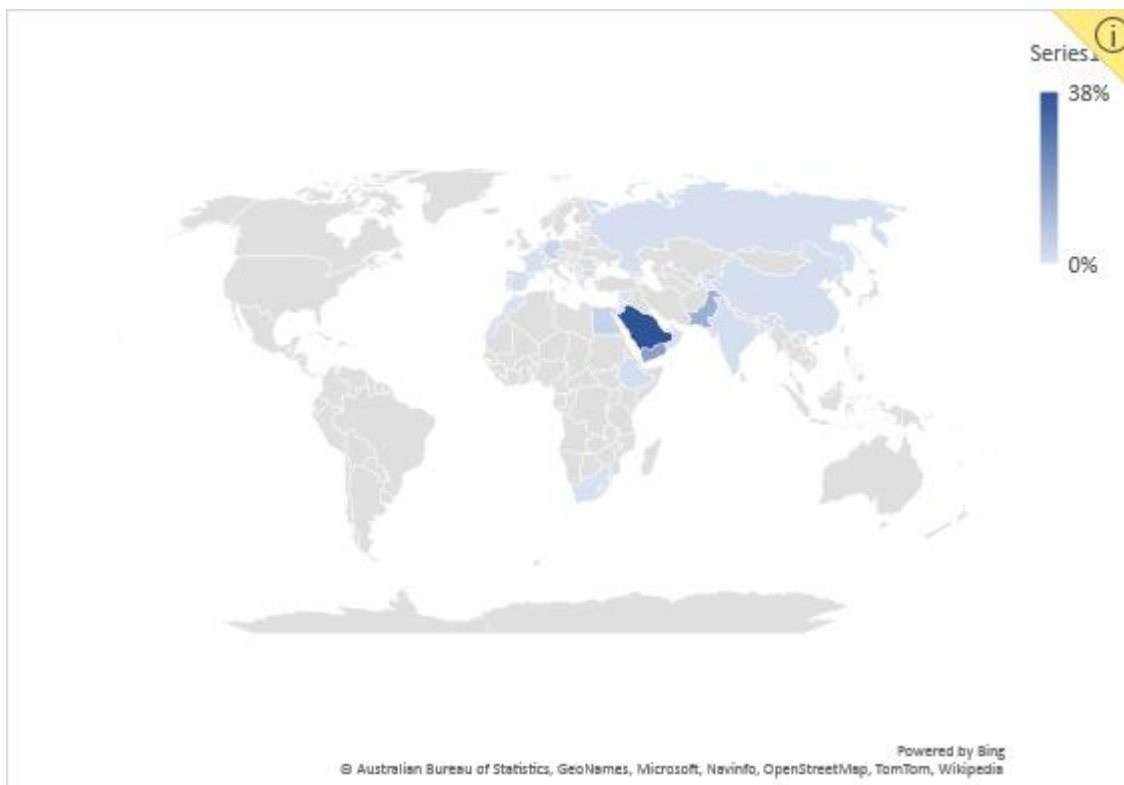 Series1
38%
0%
Powered by Bing
© Australian Bureau of Statistics, GeoNames, Microsoft, Navinfo, OpenStreetMap, TomTom, Wikipedia